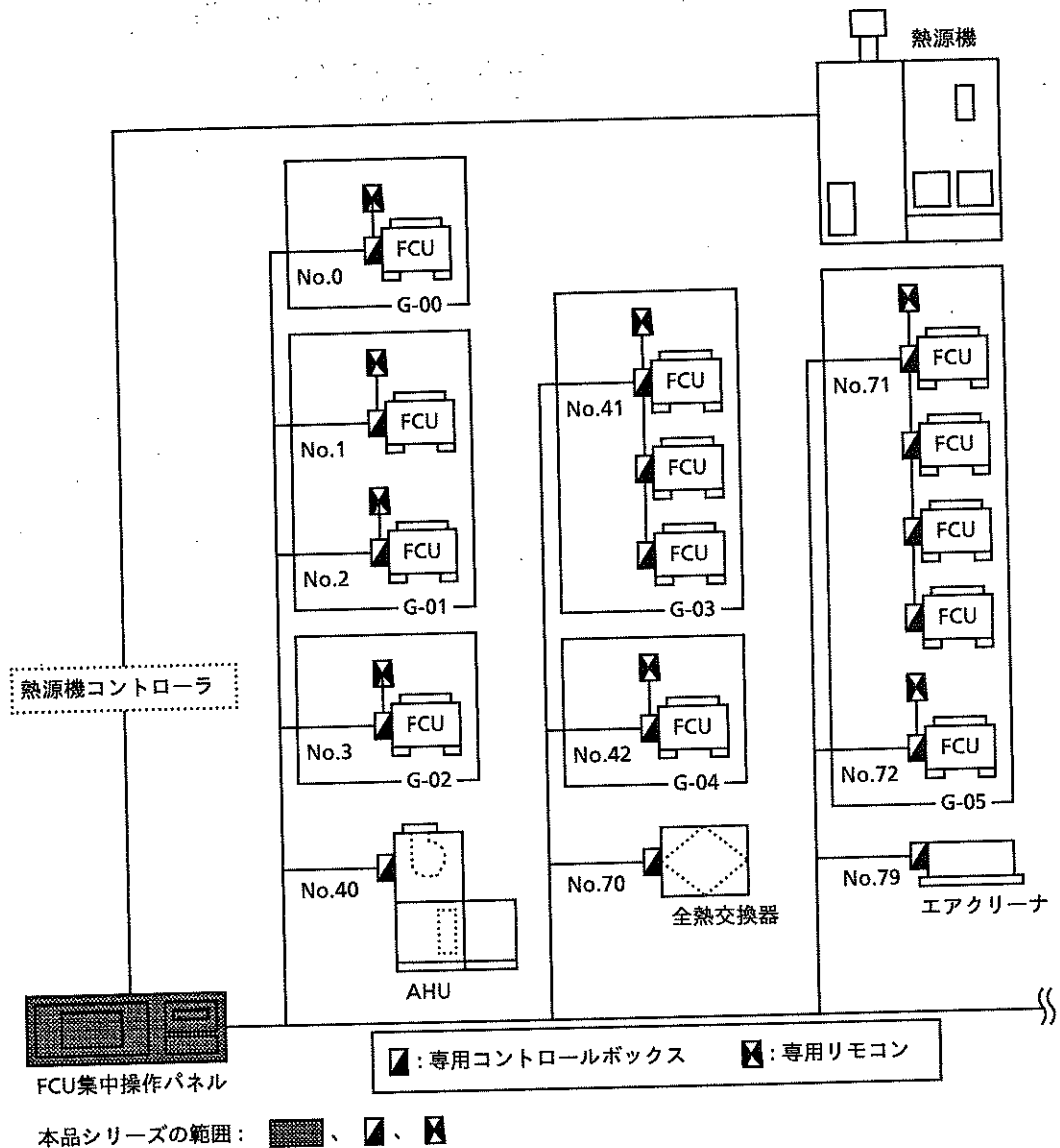 熱源機
FCU
No.0
G-00
FCU
No.1
FCU
No.2
G-01
FCU
No.3
G-02
No.40
AHU
FCU
No.41
FCU
FCU
G-03
FCU
No.42
G-04
No.70
全熱交換器
FCU
No.71
FCU
FCU
FCU
FCU
No.72
G-05
No.79
エアクリーナ
熱源機コントローラ
FCU集中操作パネル
:専用コントロールボックス :専用リモコン
本品シリーズの範囲: 、 、